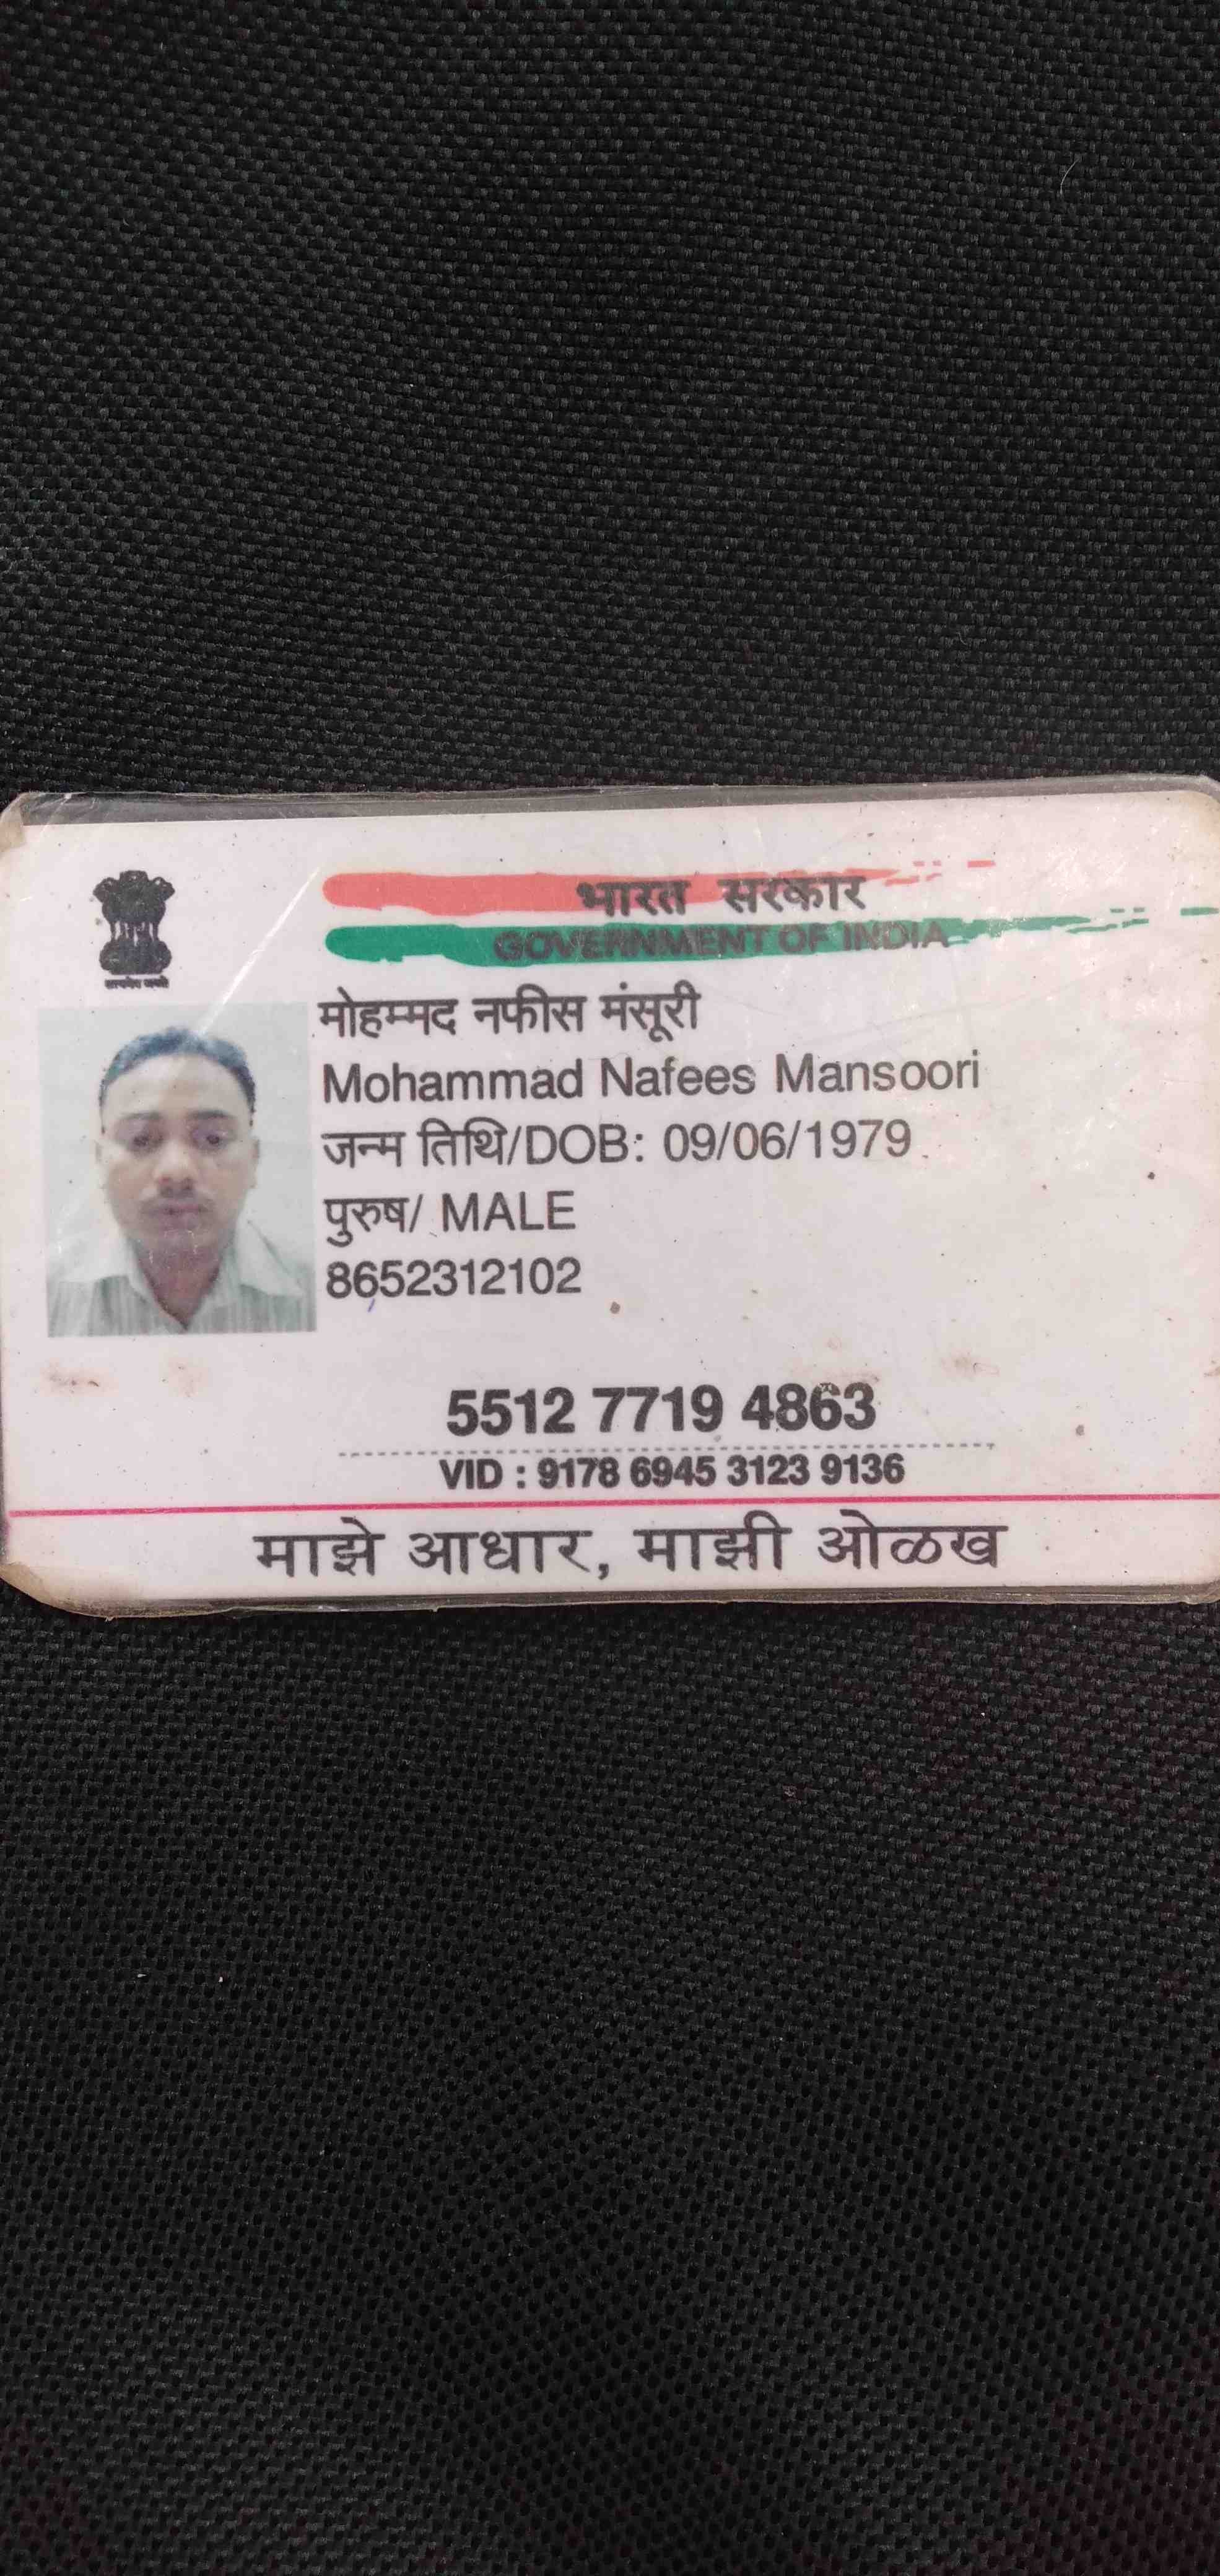 भारत सरकार
GOVERNMENT OF INDIA
मोहम्मद नफीस मंसूरी
Mohammad Nafees Mansoori
जन्म तिथि/DOB: 09/06/1979
पुरुष/ MALE
8652312102
5512 7719 4863
VID : 9178 6945 3123 9136
माझे आधार, माझी ओळख